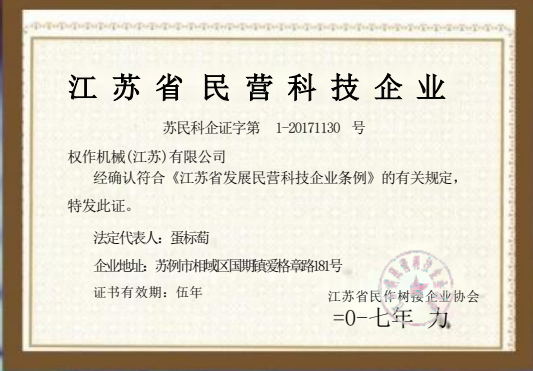 江苏省民营科技企业
苏民科企证字第 1-20171130 号
权作机械(江苏)有限公司
经确认符合《江苏省发展民营科技企业条例》的有关规定，
特发此证。
法定代表人：蛋标萄
企业地址：苏例市相域区国期镇爱格章路181号
证书有效期：伍年
江苏省民作树接企业协会
=0-七年 力